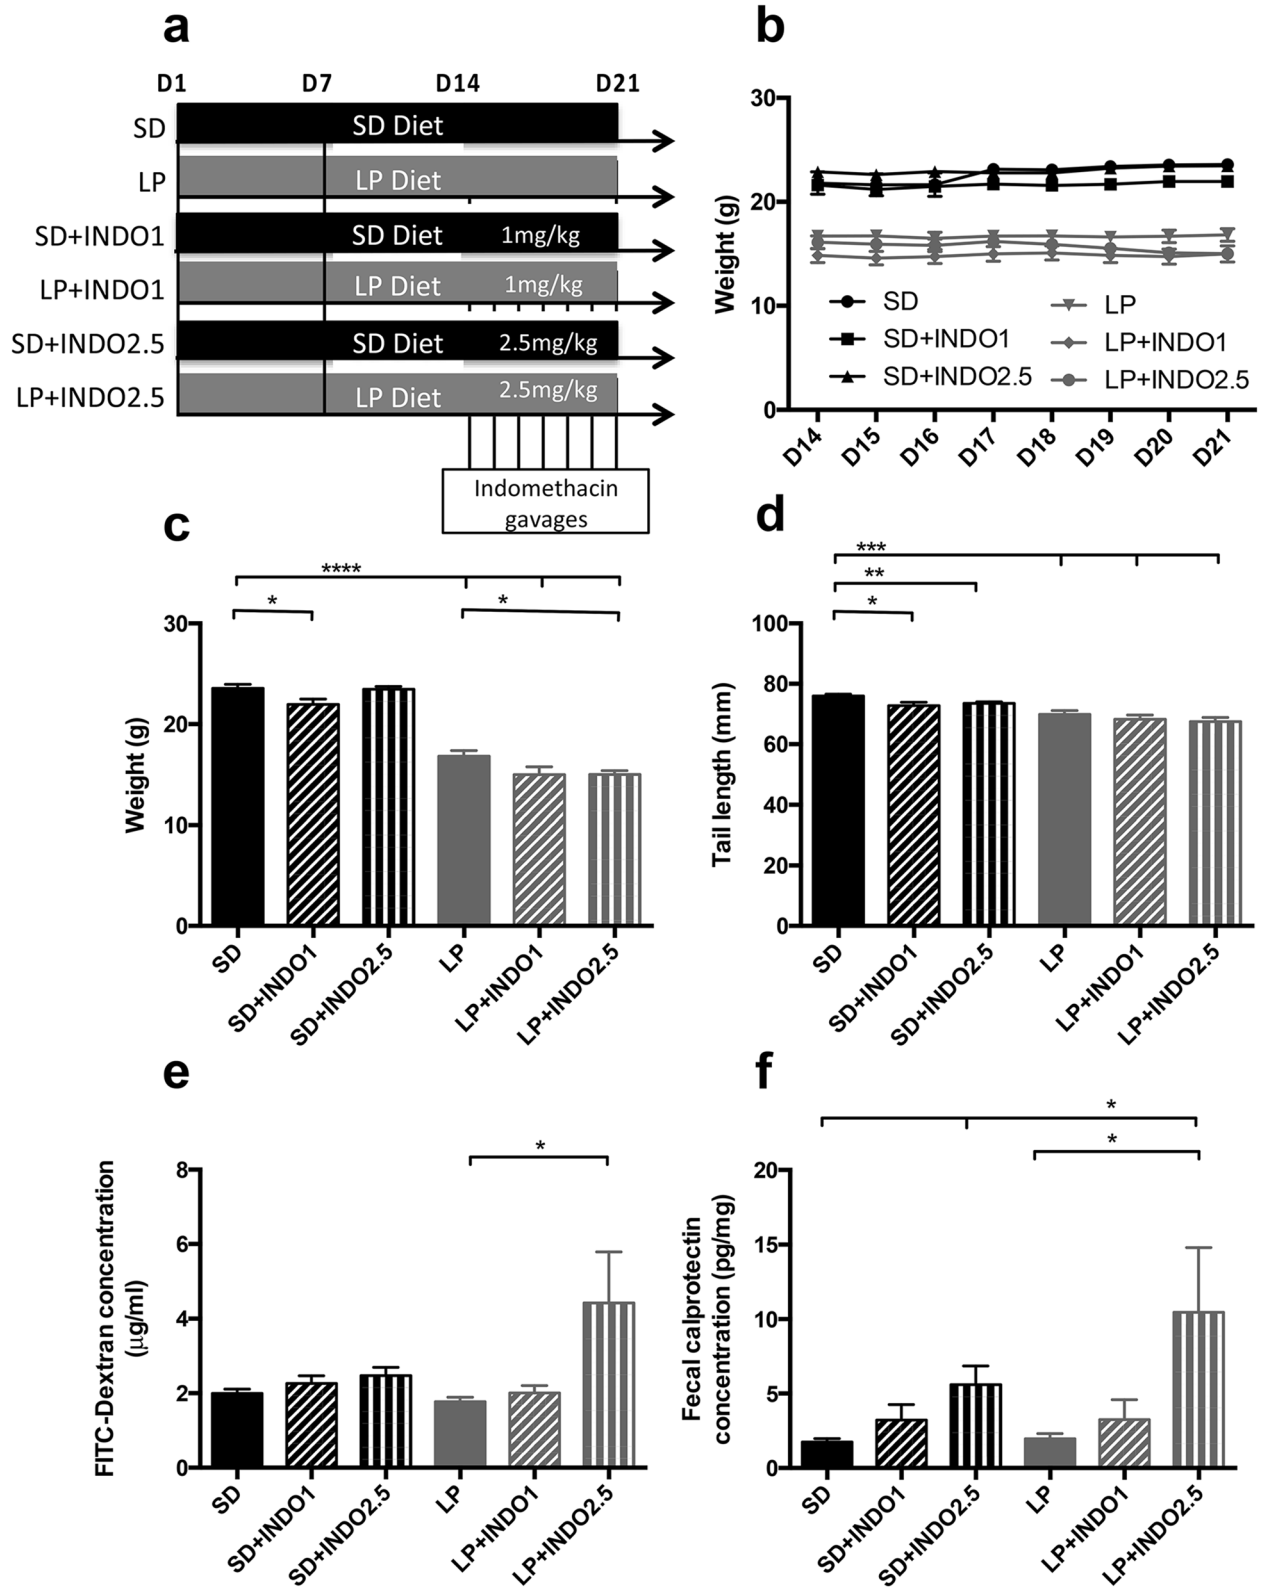 a
D1 D7 D14 D21
SD SD Diet
LP LP Diet
SD+INDO1 SD Diet 1mg/kg
LP+INDO1 LP Diet 1mg/kg
SD+INDO2.5 SD Diet 2.5mg/kg
LP+INDO2.5 LP Diet 2.5mg/kg
Indomethacin
gavages
b
Weight (g)
30
20
10
0
SD
SD+INDO1
SD+INDO2.5
LP
LP+INDO1
LP+INDO2.5
D14 D15 D16 D17 D18 D19 D20 D21
c
****
* *
Weight (g)
30
20
10
0
SD SD+INDO1 SD+INDO2.5 LP LP+INDO1 LP+INDO2.5
d
***
**
*
Tail length (mm)
100
80
60
40
20
0
SD SD+INDO1 SD+INDO2.5 LP LP+INDO1 LP+INDO2.5
e
*
FITC-Dextran concentration
(µg/ml)
8
6
4
2
0
SD SD+INDO1 SD+INDO2.5 LP LP+INDO1 LP+INDO2.5
f
*
*
Fecal calprotectin
concentration (pg/mg)
20
15
10
5
0
SD SD+INDO1 SD+INDO2.5 LP LP+INDO1 LP+INDO2.5